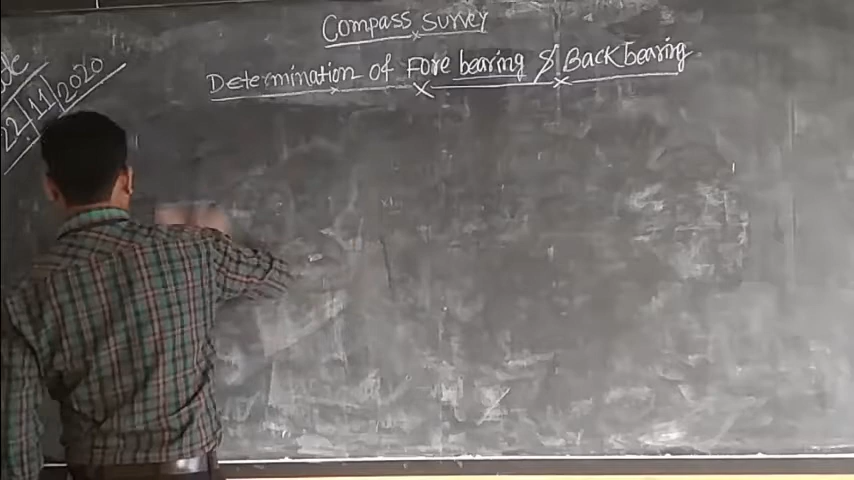 Compass survey
Determination of Fore bearing & Back bearing
22/11/2020